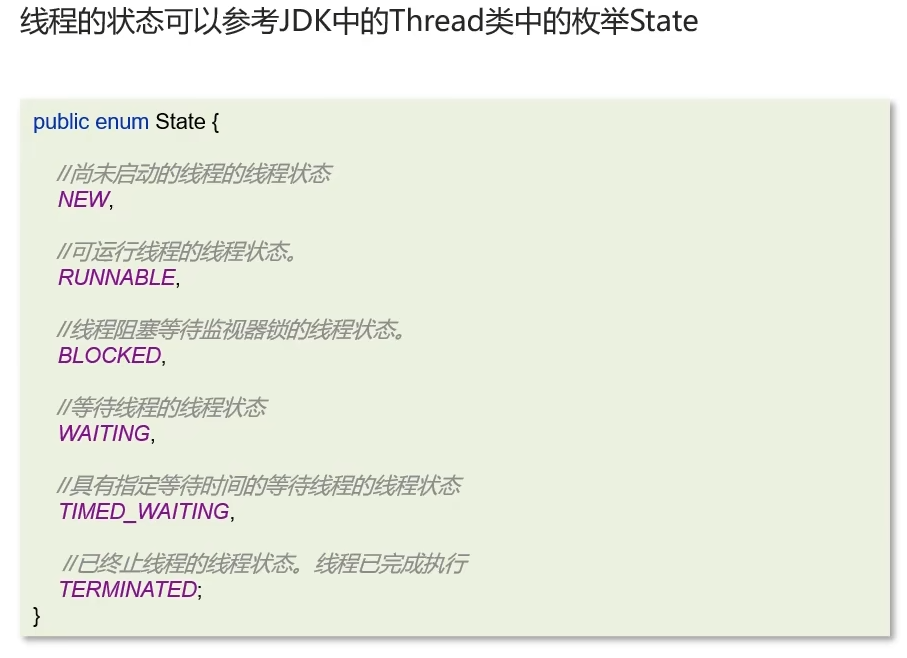 线程的状态可以参考JDK中的Thread类中的枚举State
public enum State {
//尚未启动的线程的线程状态
NEW,
//可运行线程的线程状态。
RUNNABLE,
//线程阻塞等待监视器锁的线程状态。
BLOCKED,
//等待线程的线程状态
WAITING,
//具有指定等待时间的等待线程的线程状态
TIMED_WAITING,
//已终止线程的线程状态。线程已完成执行
TERMINATED;
}